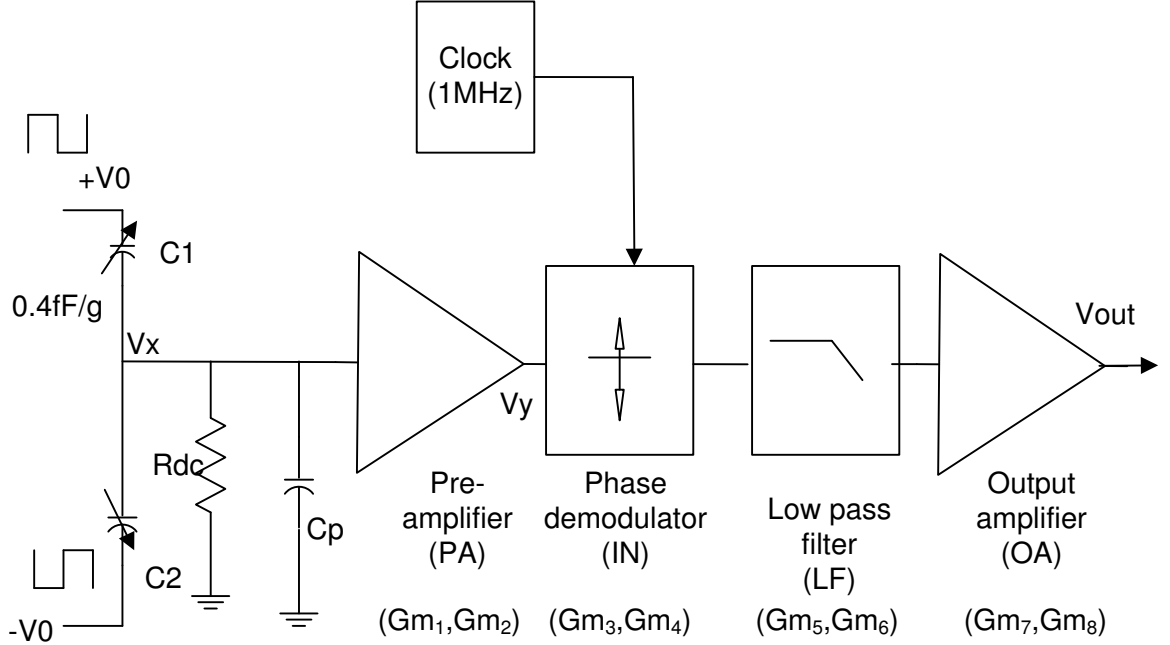 Clock
(1MHz)
+V0
C1
0.4fF/g
Vx
Rdc
Cp
C2
-V0
Vy
Vout
Pre-
amplifier
(PA)
(Gm₁,Gm₂)
Phase
demodulator
(IN)
(Gm₃,Gm₄)
Low pass
filter
(LF)
(Gm₅,Gm₆)
Output
amplifier
(OA)
(Gm₇,Gm₈)